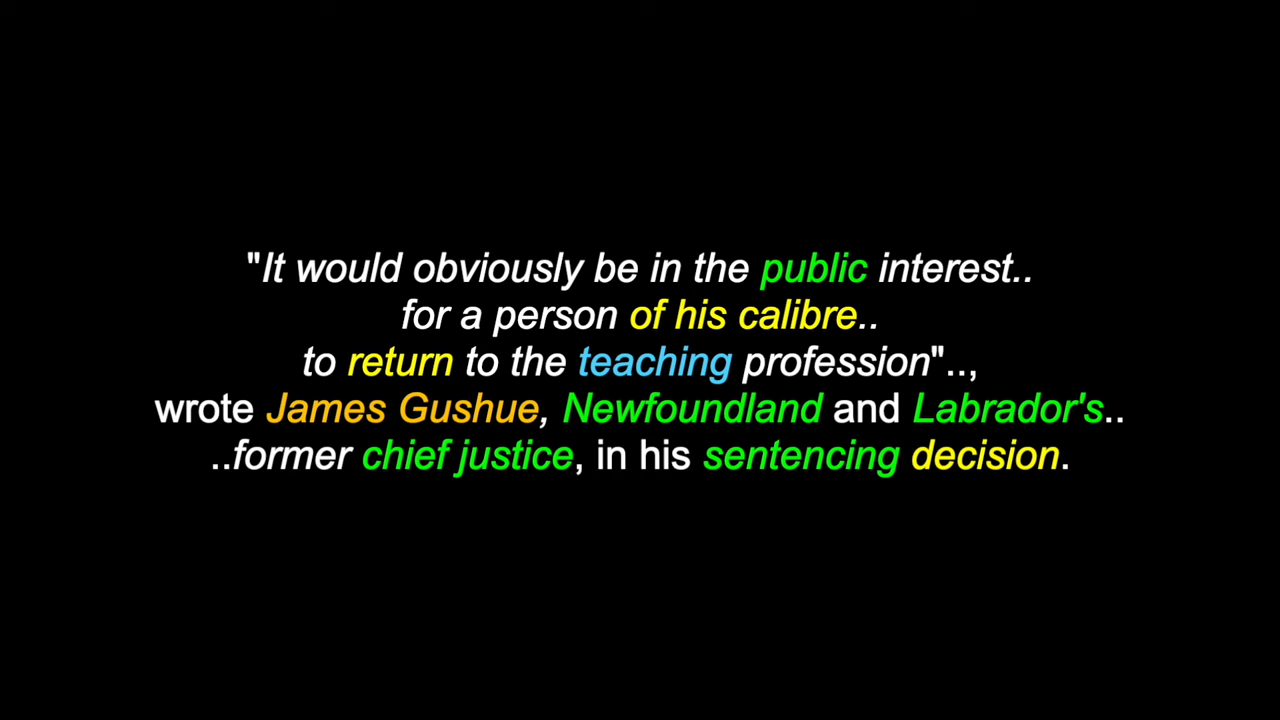 "It would obviously be in the public interest..
for a person of his calibre..
to return to the teaching profession"..,
wrote James Gushue, Newfoundland and Labrador's..
..former chief justice, in his sentencing decision.